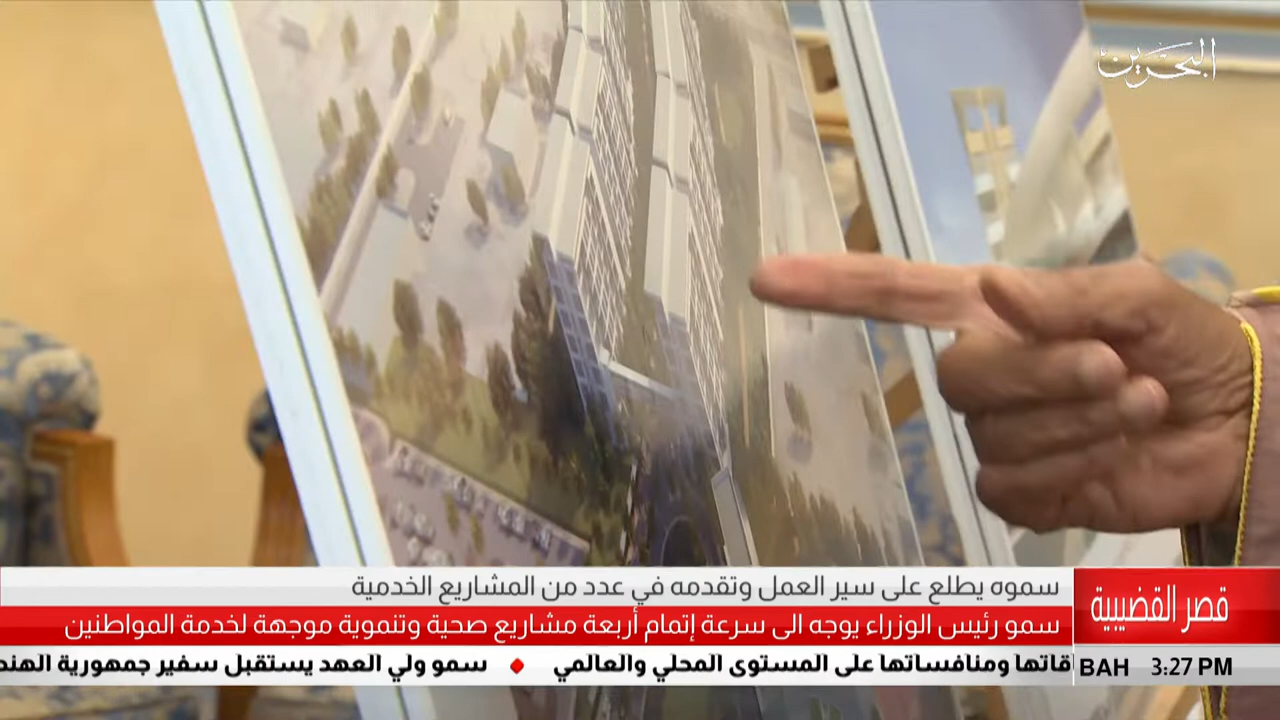 البحرين
سموه يطلع على سير العمل وتقدمه في عدد من المشاريع الخدمية
قصر القضيبية
سمو رئيس الوزراء يوجه الى سرعة إتمام أربعة مشاريع صحية وتنموية موجهة لخدمة المواطنين
BAH 3:27 PM
قاتها ومنافساتها على المستوى المحلي والعالمي ♦ سمو ولي العهد يستقبل سفير جمهورية الهند